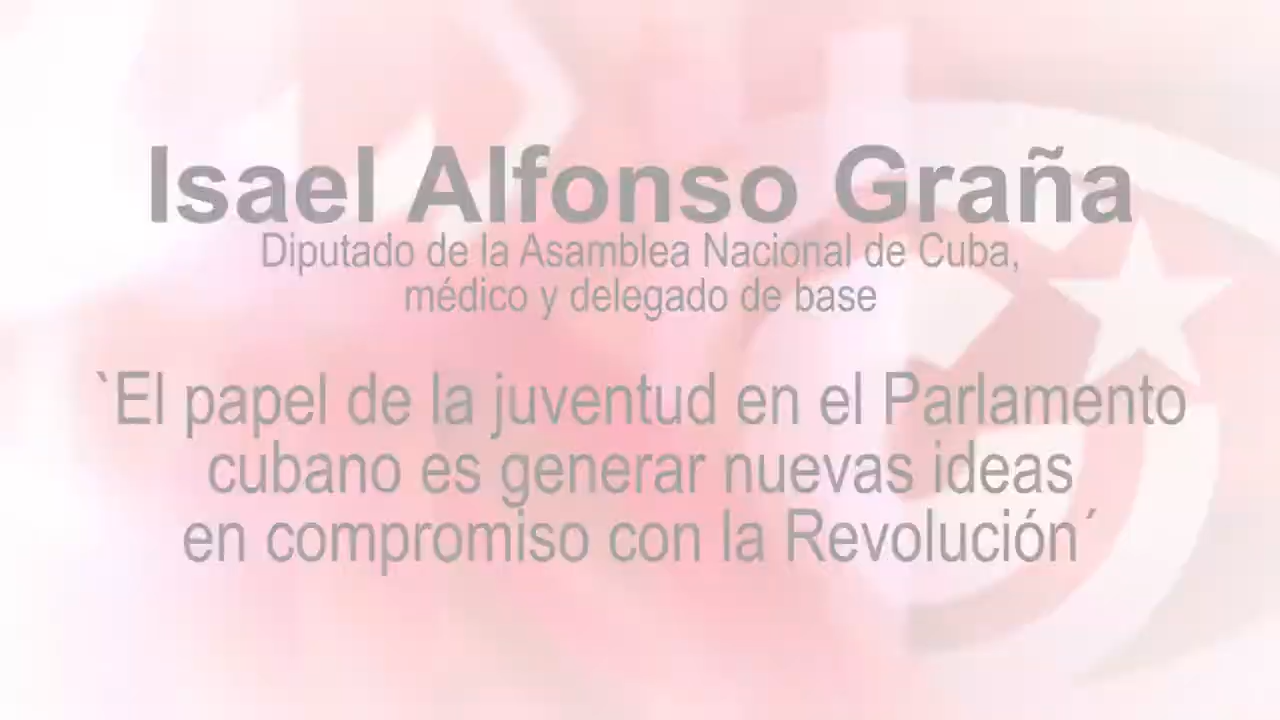 Isael Alfonso Graña
Diputado de la Asamblea Nacional de Cuba,
médico y delegado de base
`El papel de la juventud en el Parlamento
cubano es generar nuevas ideas
en compromiso con la Revolución´